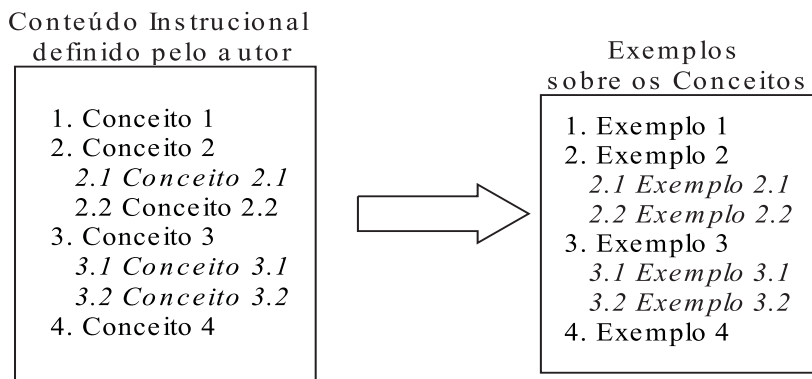 Conteúdo Instrucional
definido pelo autor
1. Conceito 1
2. Conceito 2
2.1 Conceito 2.1
2.2 Conceito 2.2
3. Conceito 3
3.1 Conceito 3.1
3.2 Conceito 3.2
4. Conceito 4
Exemplos
sobre os Conceitos
1. Exemplo 1
2. Exemplo 2
2.1 Exemplo 2.1
2.2 Exemplo 2.2
3. Exemplo 3
3.1 Exemplo 3.1
3.2 Exemplo 3.2
4. Exemplo 4